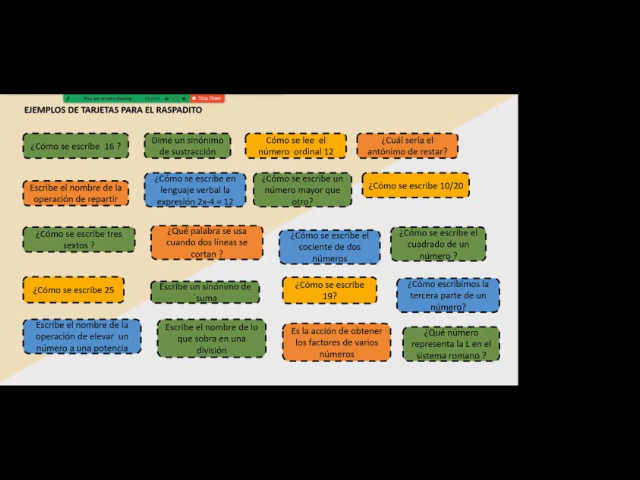 You are screen sharing
Stop Share
EJEMPLOS DE TARJETAS PARA EL RASPADITO
¿Cómo se escribe 16 ?
Dime un sinónimo
de sustracción
Cómo se lee el
número ordinal 12
¿Cuál sería el
antónimo de restar?
Escribe el nombre de la
operación de repartir
¿Cómo se escribe en
lenguaje verbal la
expresión 2x-4 = 12
¿Cómo se escribe un
número mayor que
otro?
¿Cómo se escribe 10/20
¿Cómo se escribe tres
sextos ?
¿Qué palabra se usa
cuando dos líneas se
cortan ?
¿Cómo se escribe el
cociente de dos
números
¿Cómo se escribe el
cuadrado de un
número ?
¿Cómo se escribe 25
Escribe un sinónimo de
suma
¿Cómo se escribe
19?
¿Cómo escribimos la
tercera parte de un
número?
Escribe el nombre de la
operación de elevar un
número a una potencia
Escribe el nombre de lo
que sobra en una
división
Es la acción de obtener
los factores de varios
números
¿Qué número
representa la L en el
sistema romano ?